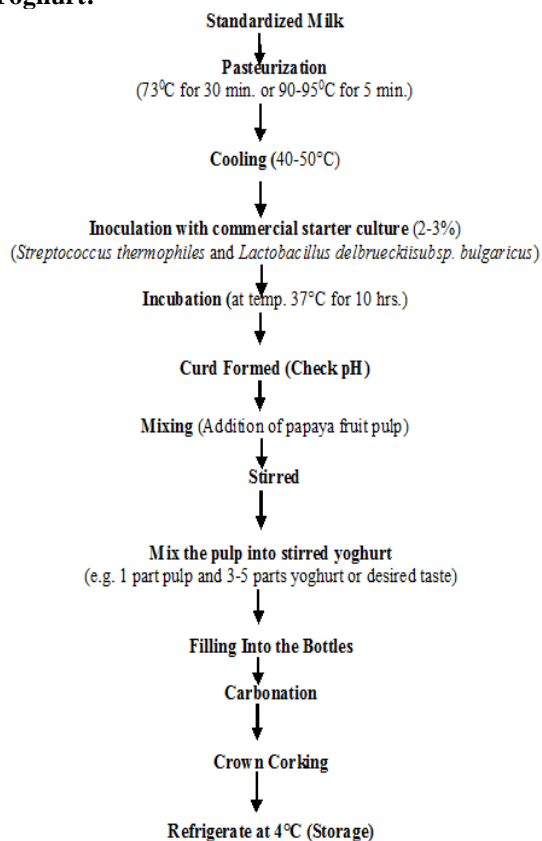 Yoghurt:
Standardized Milk
Pasteurization
(73⁰C for 30 min. or 90-95⁰C for 5 min.)
Cooling (40-50°C)
Inoculation with commercial starter culture (2-3%)
(Streptococcus thermophiles and Lactobacillus delbrueckiisubsp. bulgaricus)
Incubation (at temp. 37°C for 10 hrs.)
Curd Formed (Check pH)
Mixing (Addition of papaya fruit pulp)
Stirred
Mix the pulp into stirred yoghurt
(e.g. 1 part pulp and 3-5 parts yoghurt or desired taste)
Filling Into the Bottles
Carbonation
Crown Corking
Refrigerate at 4°C (Storage)